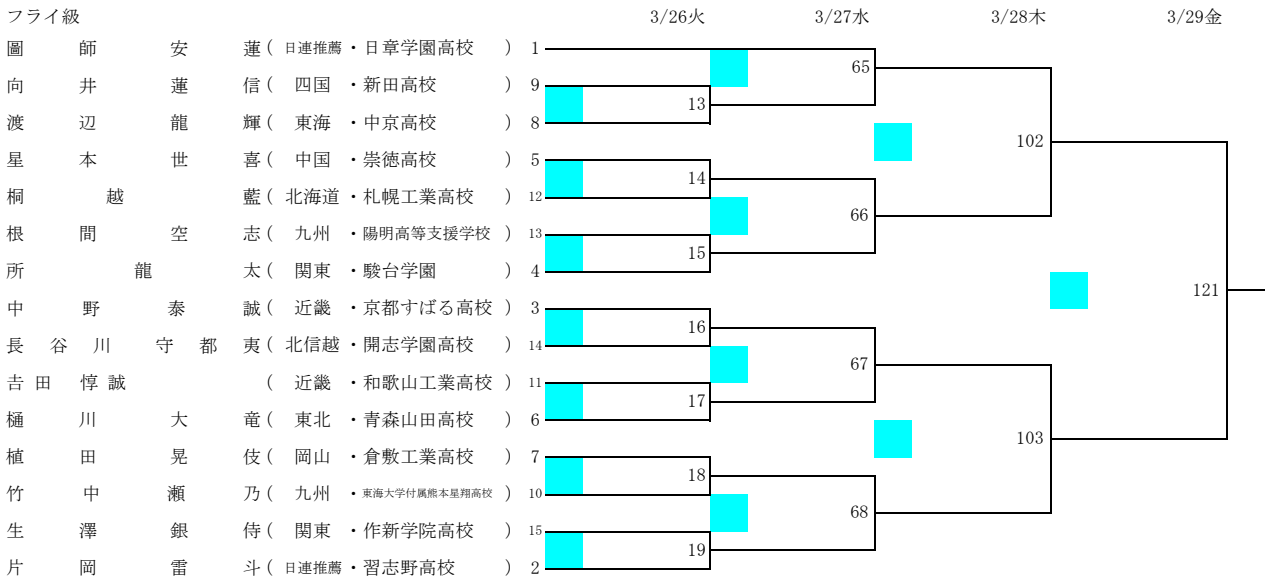 フライ級 3/26火 3/27水 3/28木 3/29金
圖師安蓮( 日連推薦 ・日章学園高校 ) 1
65
向井蓮信( 四国 ・新田高校 ) 9
13
渡辺龍輝( 東海 ・中京高校 ) 8
102
星本世喜( 中国 ・崇徳高校 ) 5
14
桐越藍( 北海道 ・札幌工業高校 ) 12
66
根間空志( 九州 ・陽明高等支援学校 ) 13
15
所龍太( 関東 ・駿台学園 ) 4
121
中野泰誠( 近畿 ・京都すばる高校 ) 3
16
長谷川守都夷( 北信越 ・開志学園高校 ) 14
67
吉田惇誠( 近畿 ・和歌山工業高校 ) 11
17
樋川大竜( 東北 ・青森山田高校 ) 6
103
植田晃伎( 岡山 ・倉敷工業高校 ) 7
18
竹中瀬乃( 九州 ・東海大学付属熊本星翔高校 ) 10
68
生澤銀侍( 関東 ・作新学院高校 ) 15
19
片岡雷斗( 日連推薦 ・習志野高校 ) 2